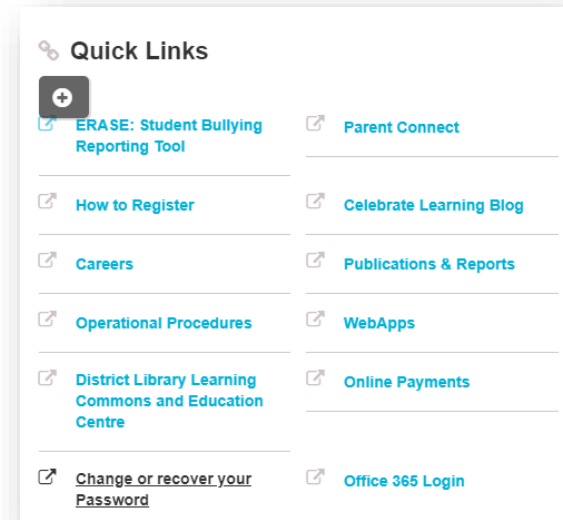 Quick Links
ERASE: Student Bullying
Reporting Tool
Parent Connect
How to Register
Celebrate Learning Blog
Careers
Publications & Reports
Operational Procedures
WebApps
District Library Learning
Commons and Education
Centre
Online Payments
Change or recover your
Password
Office 365 Login